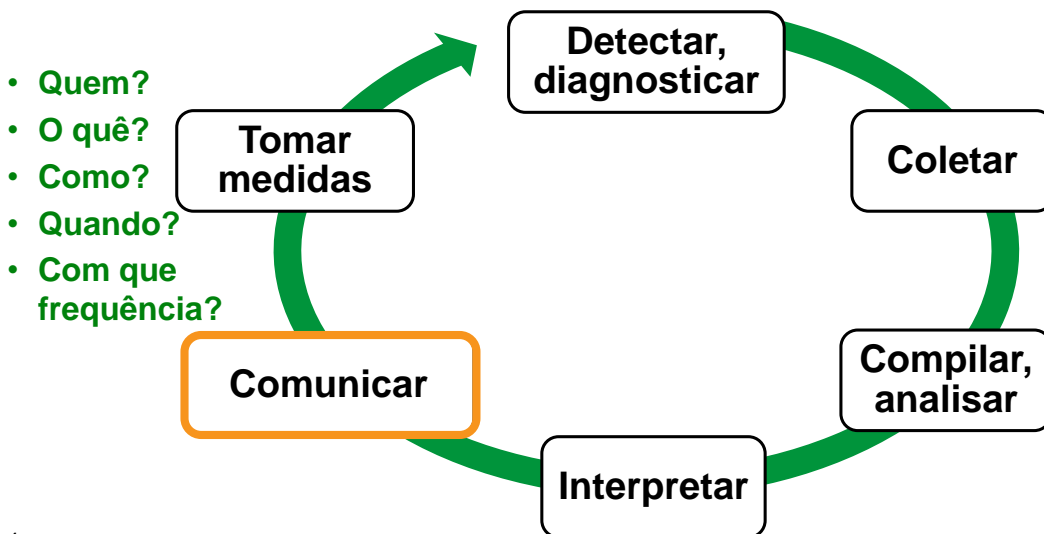 • Quem?
• O quê?
• Como?
• Quando?
• Com que
frequência?
Detectar,
diagnosticar
Coletar
Compilar,
analisar
Interpretar
Comunicar
Tomar
medidas